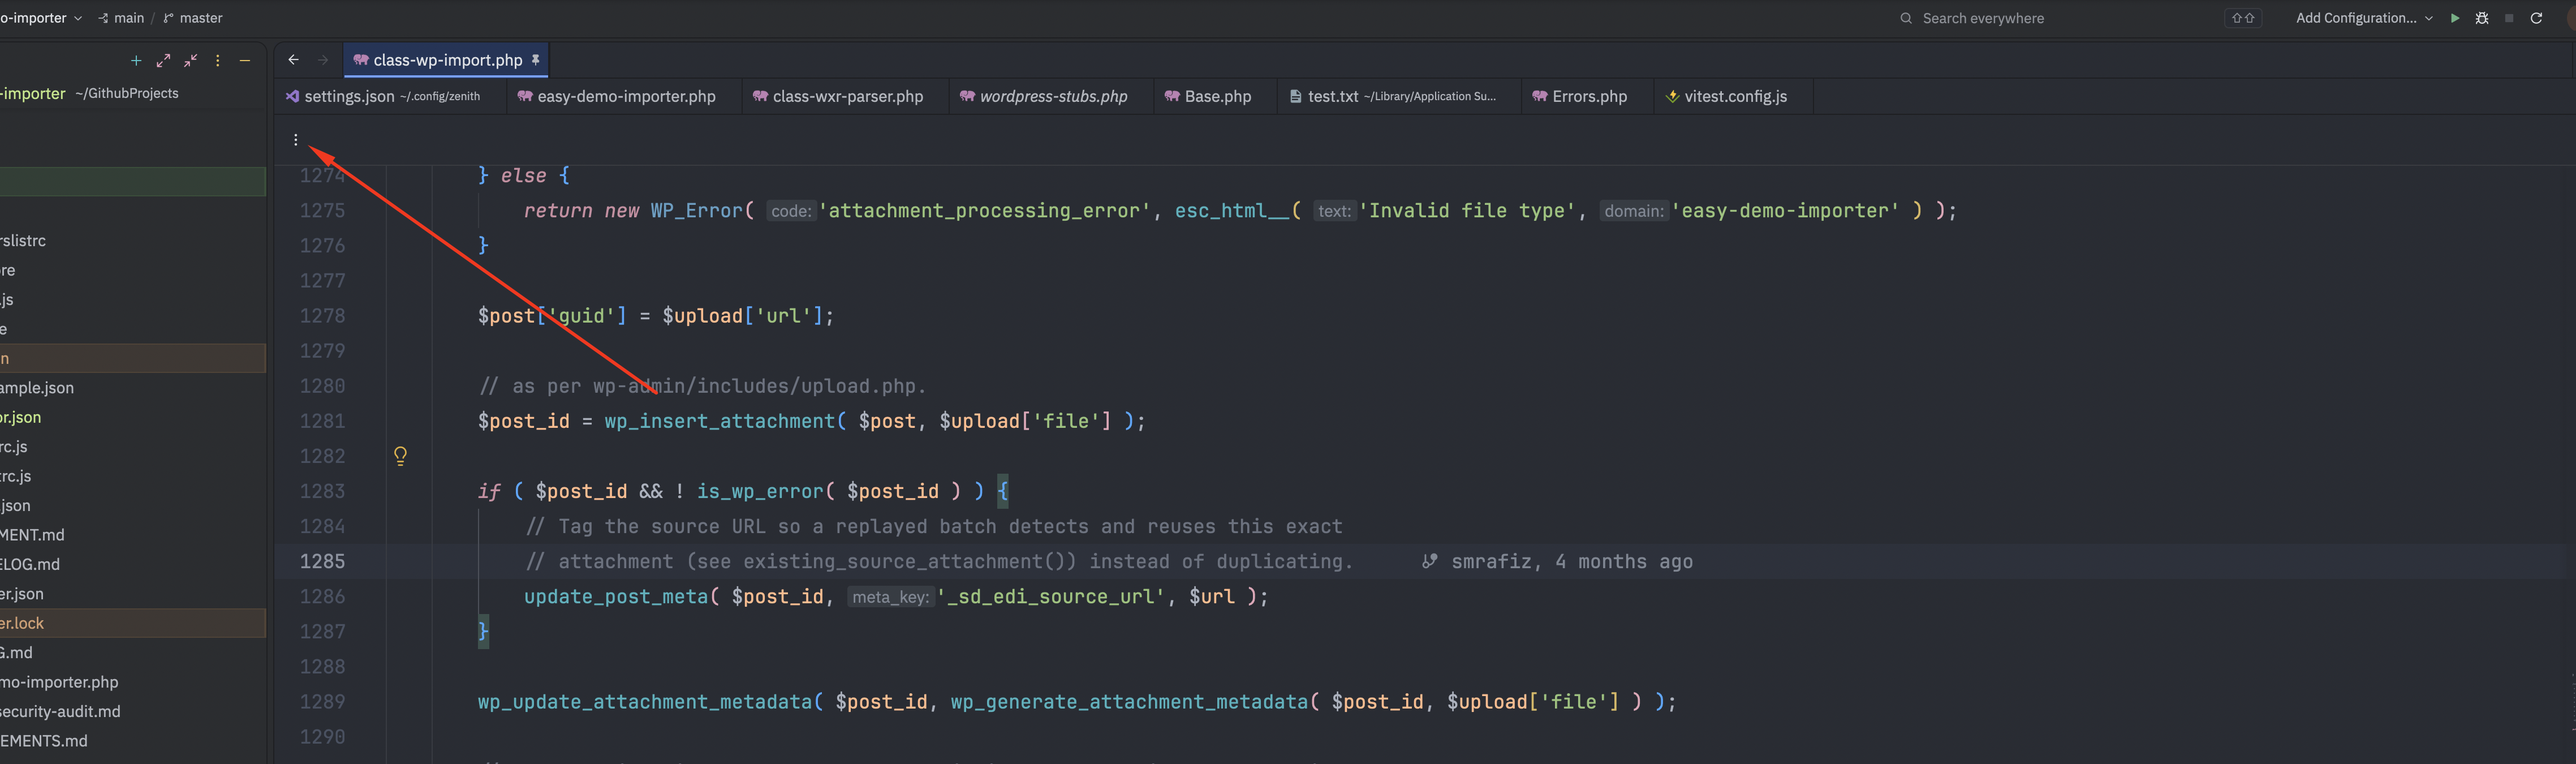 o-importer main / master Search everywhere Add Configuration...
class-wp-import.php
-importer ~/GithubProjects
settings.json ~/.config/zenith easy-demo-importer.php class-wxr-parser.php wordpress-stubs.php Base.php test.txt ~/Library/Application Su... Errors.php vitest.config.js
rslistrc
re
.js
e
n
ample.json
or.json
rc.js
trc.js
.json
MENT.md
ELOG.md
er.json
er.lock
G.md
mo-importer.php
security-audit.md
EMENTS.md
1274 } else {
1275 return new WP_Error( code: 'attachment_processing_error', esc_html__( text: 'Invalid file type', domain: 'easy-demo-importer' ) );
1276 }
1277
1278 $post['guid'] = $upload['url'];
1279
1280 // as per wp-admin/includes/upload.php.
1281 $post_id = wp_insert_attachment( $post, $upload['file'] );
1282
1283 if ( $post_id && ! is_wp_error( $post_id ) ) {
1284 // Tag the source URL so a replayed batch detects and reuses this exact
1285 // attachment (see existing_source_attachment()) instead of duplicating. smrafiz, 4 months ago
1286 update_post_meta( $post_id, meta_key: '_sd_edi_source_url', $url );
1287 }
1288
1289 wp_update_attachment_metadata( $post_id, wp_generate_attachment_metadata( $post_id, $upload['file'] ) );
1290